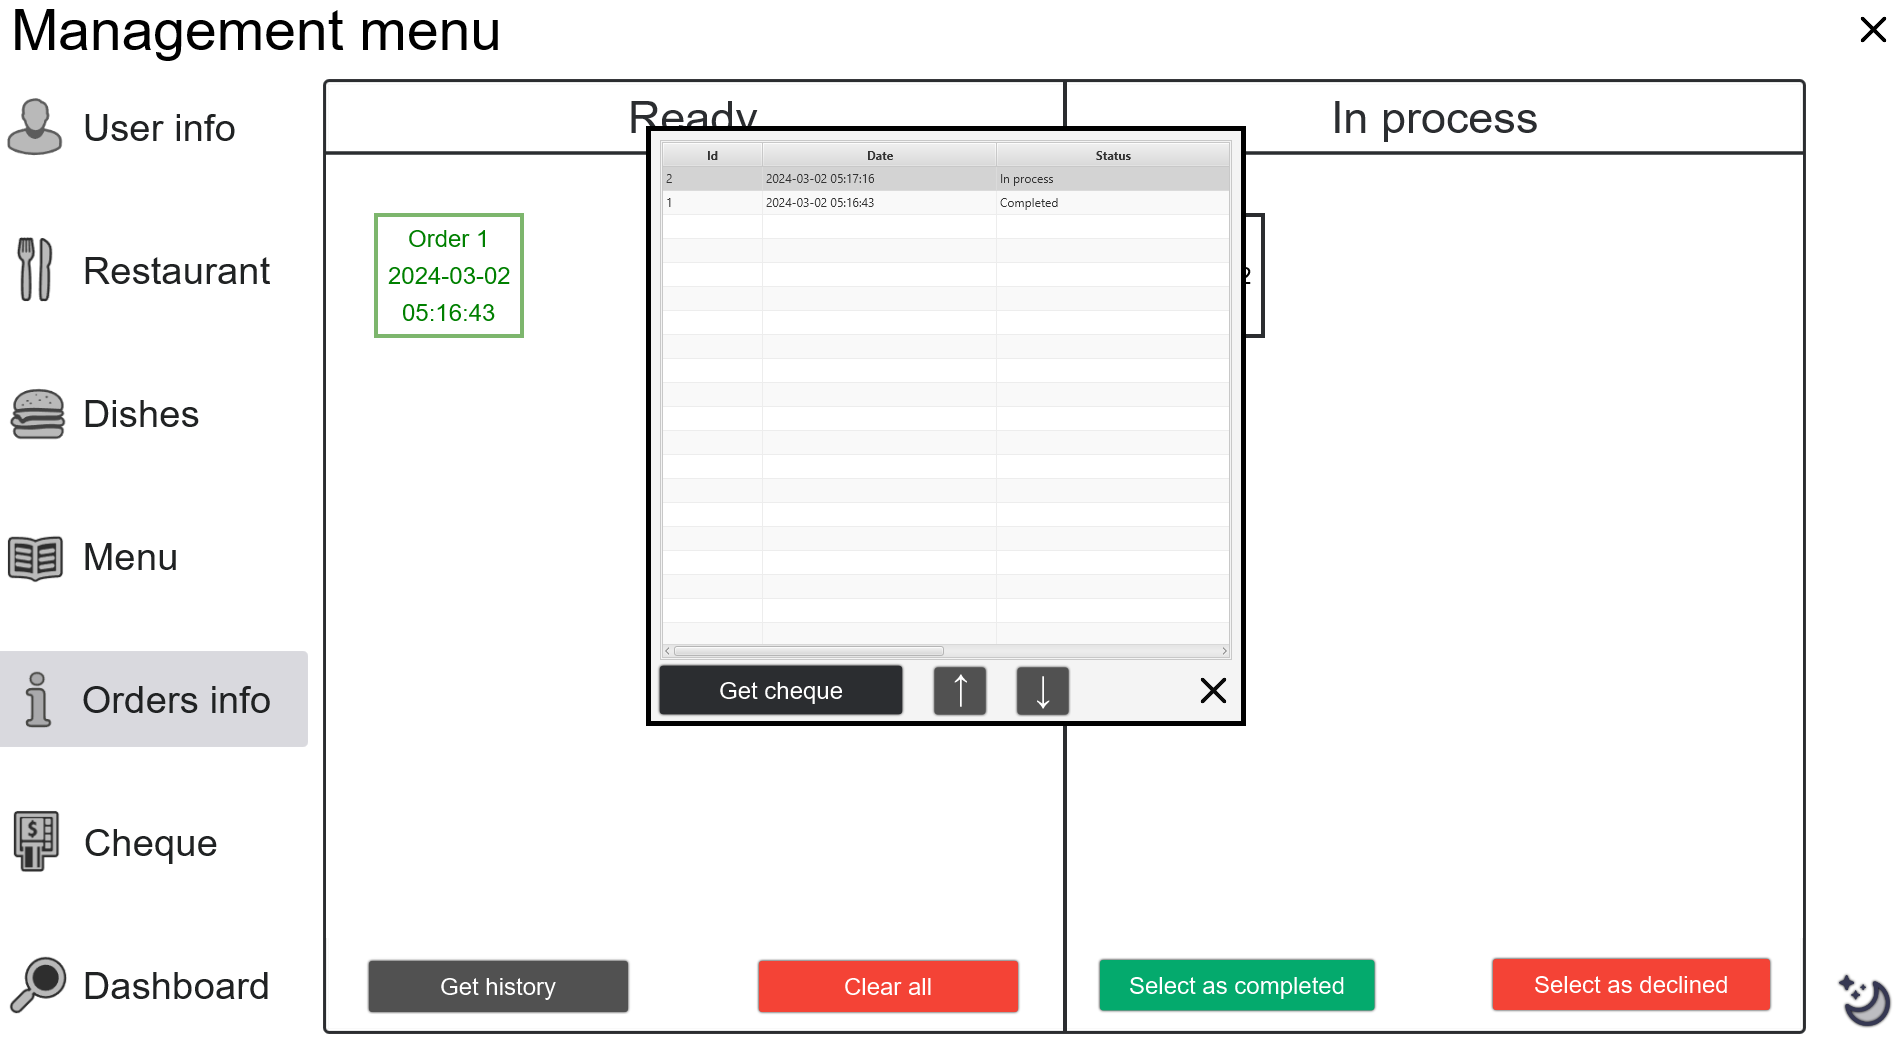 Management menu
User info
Restaurant
Dishes
Menu
Orders info
Cheque
Dashboard
Ready
In process
Order 1
2024-03-02
05:16:43
Id Date Status
2 2024-03-02 05:17:16 In process
1 2024-03-02 05:16:43 Completed
Get cheque
Get history
Clear all
Select as completed
Select as declined